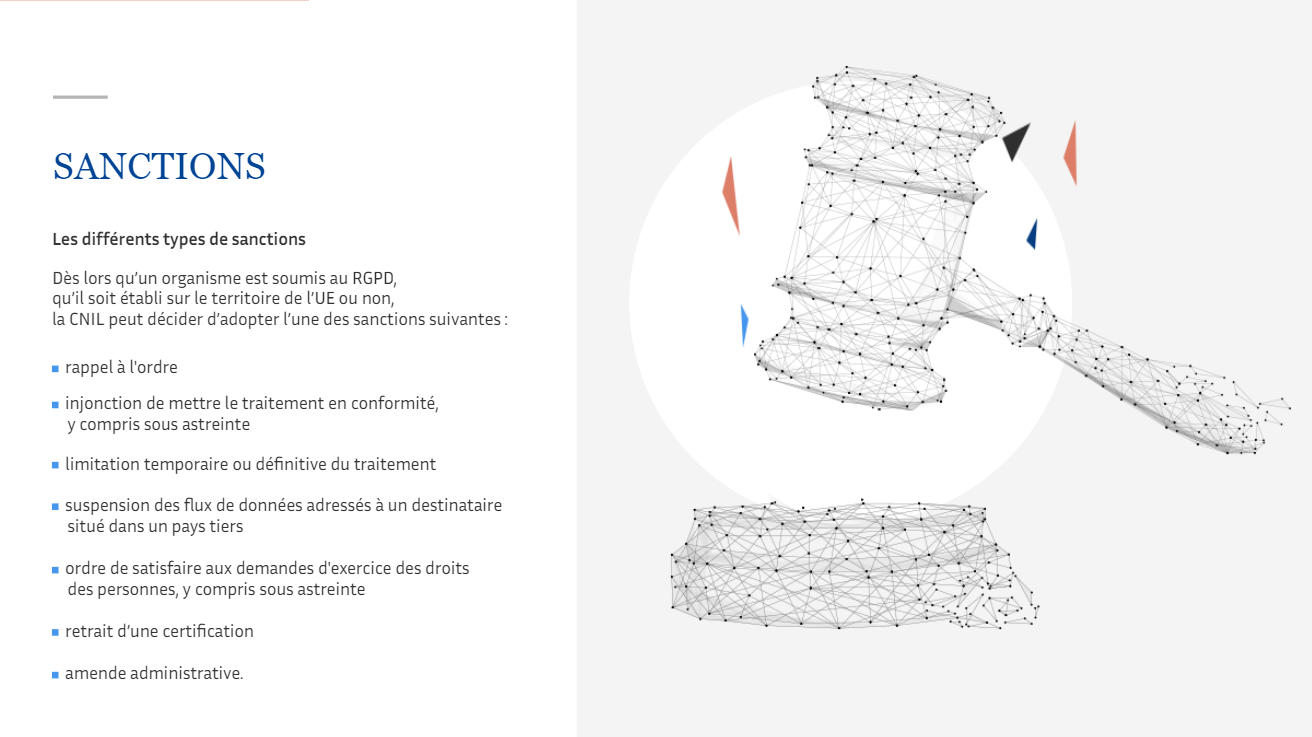 SANCTIONS
Les différents types de sanctions
Dès lors qu’un organisme est soumis au RGPD,
qu’il soit établi sur le territoire de l’UE ou non,
la CNIL peut décider d’adopter l’une des sanctions suivantes :
rappel à l'ordre
injonction de mettre le traitement en conformité,
y compris sous astreinte
limitation temporaire ou définitive du traitement
suspension des flux de données adressés à un destinataire
situé dans un pays tiers
ordre de satisfaire aux demandes d'exercice des droits
des personnes, y compris sous astreinte
retrait d’une certification
amende administrative.